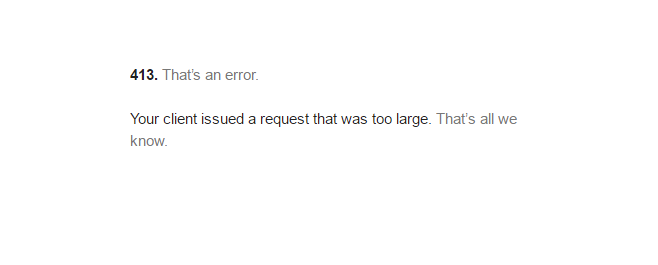 413. That's an error.
Your client issued a request that was too large. That's all we
know.